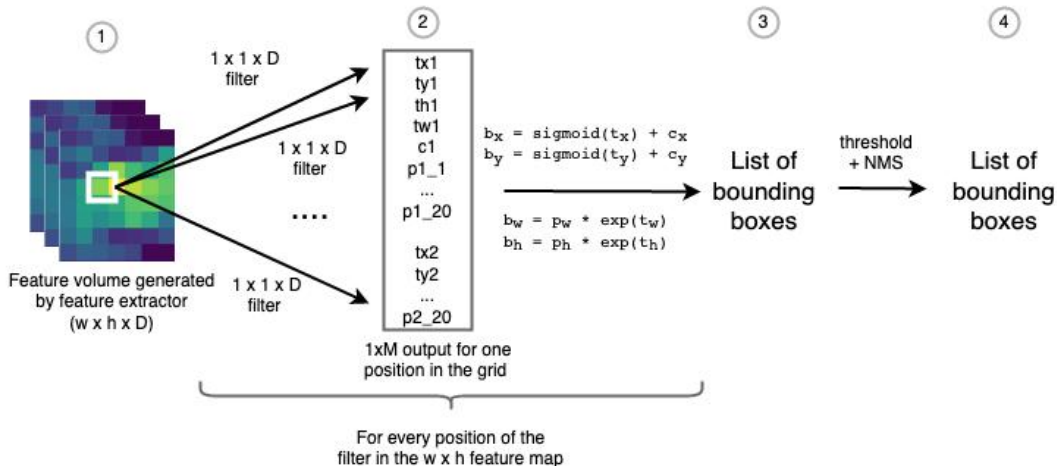 1
2
3
4
1 x 1 x D
filter
1 x 1 x D
filter
....
1 x 1 x D
filter
Feature volume generated
by feature extractor
(w x h x D)
tx1
ty1
th1
tw1
c1
p1_1
...
p1_20
tx2
ty2
...
p2_20
1xM output for one
position in the grid
b_x = sigmoid(t_x) + c_x
b_y = sigmoid(t_y) + c_y
b_w = p_w * exp(t_w)
b_h = p_h * exp(t_h)
List of
bounding
boxes
threshold
+ NMS
List of
bounding
boxes
For every position of the
filter in the w x h feature map